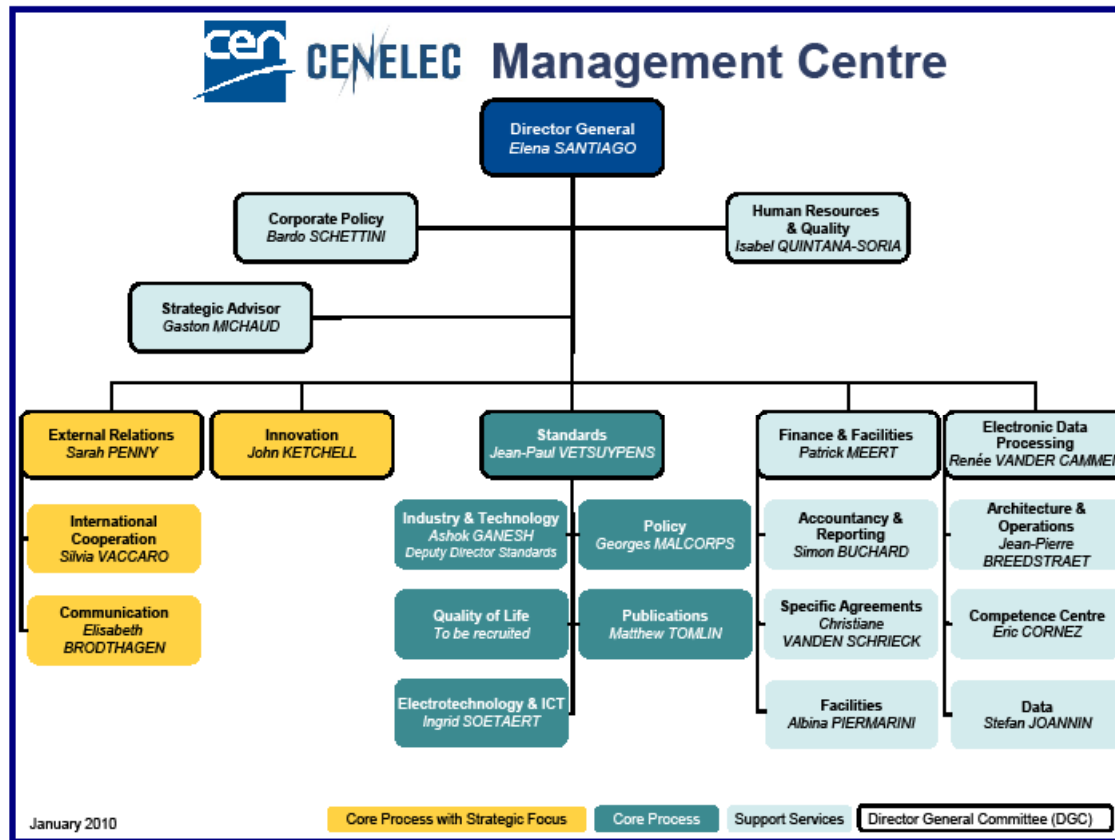 cen CENELEC Management Centre
Director General
Elena SANTIAGO
Corporate Policy
Bardo SCHETTINI
Human Resources
& Quality
Isabel QUINTANA-SORIA
Strategic Advisor
Gaston MICHAUD
External Relations
Sarah PENNY
Innovation
John KETCHELL
Standards
Jean-Paul VETSUYPENS
Finance & Facilities
Patrick MEERT
Electronic Data
Processing
Renée VANDER CAMMEN
International
Cooperation
Silvia VACCARO
Communication
Elisabeth
BRODTHAGEN
Industry & Technology
Ashok GANESH
Deputy Director Standards
Policy
Georges MALCORPS
Quality of Life
To be recruited
Publications
Matthew TOMLIN
Electrotechnology & ICT
Ingrid SOETAERT
Accountancy &
Reporting
Simon BUCHARD
Specific Agreements
Christiane
VANDEN SCHRIECK
Facilities
Albina PIERMARINI
Architecture &
Operations
Jean-Pierre
BREEDSTRAET
Competence Centre
Eric CORNEZ
Data
Stefan JOANNIN
January 2010
Core Process with Strategic Focus
Core Process
Support Services
Director General Committee (DGC)